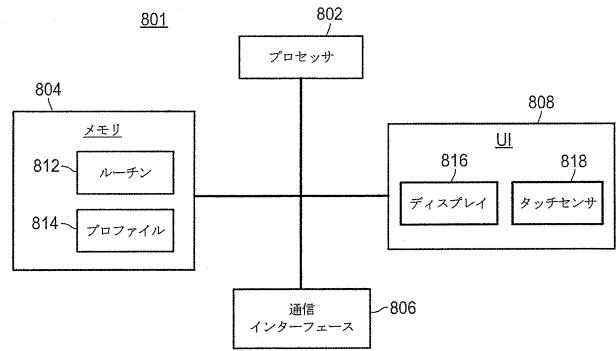 801
802
プロセッサ
804
メモリ
812
ルーチン
814
プロファイル
808
UI
816
ディスプレイ
818
タッチセンサ
通信
インターフェース
806